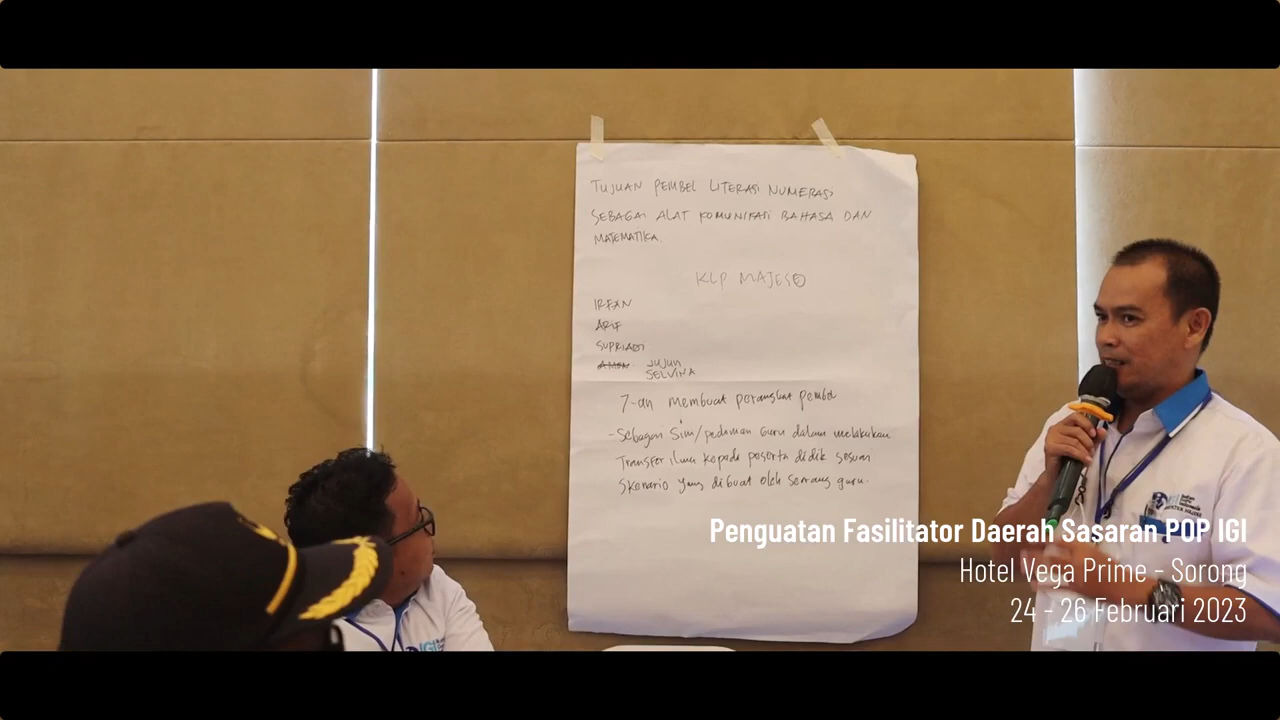 TUJUAN PEMBEL LITERASI NUMERASI
SEBAGAI ALAT KOMUNIKASI BAHASA DAN
MATEMATIKA.
KLP MAJESO
IRFAN
ARIF
SUPRIADI
JUJUN
SELVINA
7-an membuat perangkat pembel
-Sebagai Sim/pedoman Guru dalam melakukan
Transfer ilmu kepada peserta didik sesuai
Skenario yang dibuat oleh seorang guru.
Penguatan Fasilitator Daerah Sasaran POP IGI
Hotel Vega Prime - Sorong
24 - 26 Februari 2023
IGI